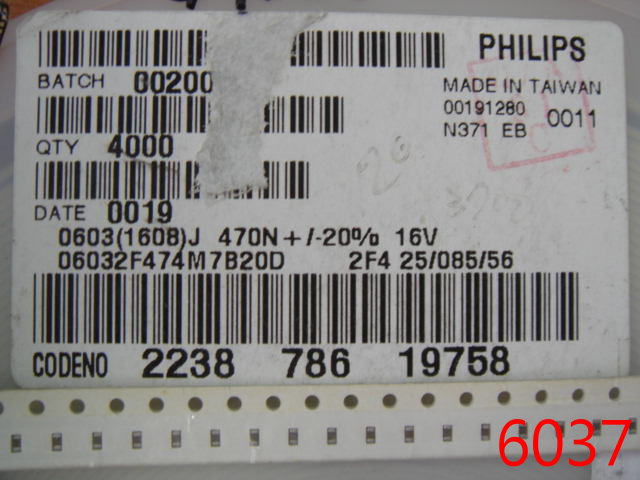 PHILIPS
BATCH 00200
MADE IN TAIWAN
00191280 0011
N371 EB
QTY 4000
DATE 0019
0603(1608)J 470N +/-20% 16V
06032F474M7B20D 2F4 25/085/56
CODENO 2238 786 19758
6037